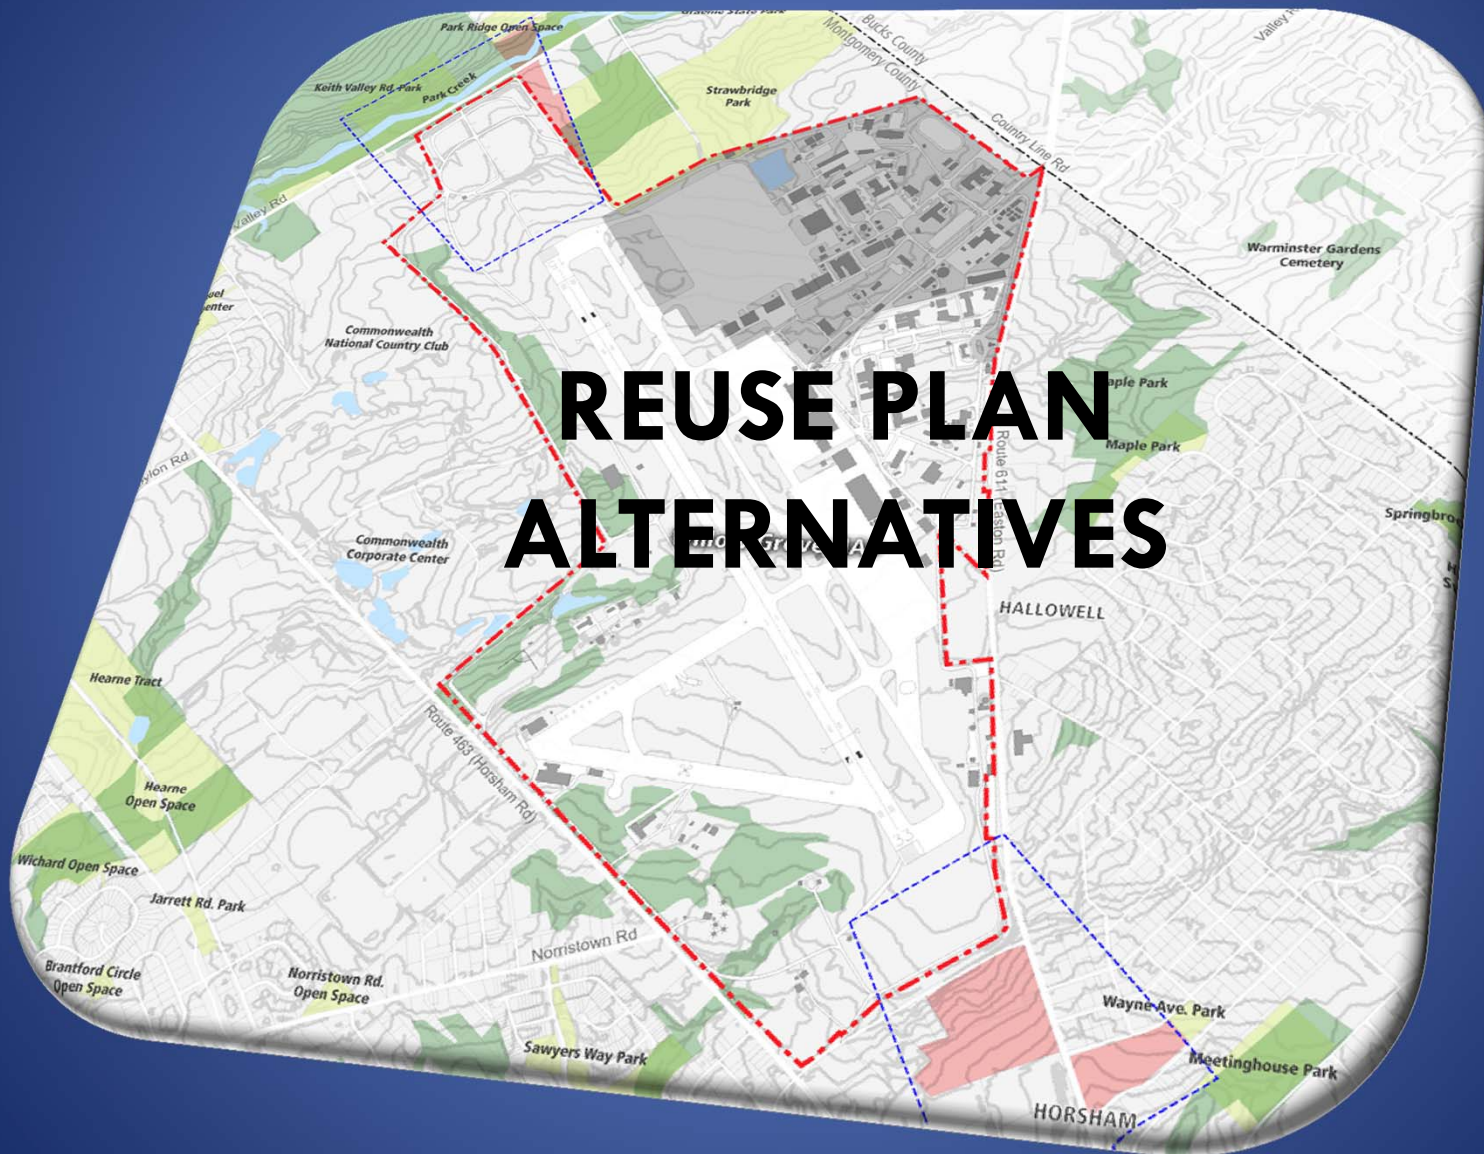 Park Ridge Open Space
Bucks County
Montgomery County
Keith Valley Rd. Park
Park Creek
Strawbridge
Park
Country Line Rd
Valley Rd
Warminster Gardens
Cemetery
Commonwealth
National Country Club
REUSE PLAN
Maple Park
Route 611 (Easton Rd)
ALTERNATIVES
Commonwealth
Corporate Center
HALLOWELL
Hearne Tract
Route 463 (Horsham Rd)
33
Hearne
Open Space
Wichard Open Space
Jarrett Rd. Park
Norristown Rd
Brantford Circle
Open Space
Norristown Rd.
Open Space
Wayne Ave. Park
Sawyers Way Park
Meetinghouse Park
HORSHAM